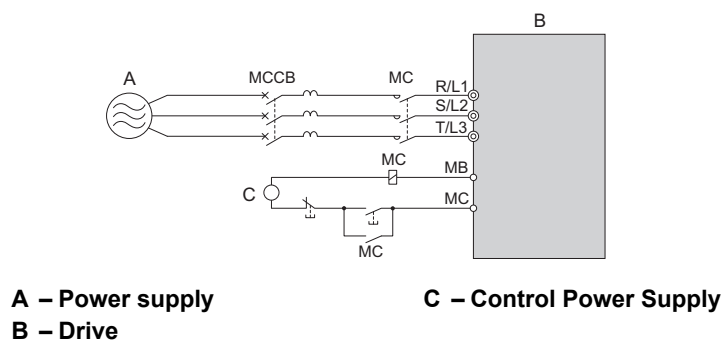 B
A
MCCB
MC
R/L1
S/L2
T/L3
MC
MB
C
MC
MC
A – Power supply
C – Control Power Supply
B – Drive